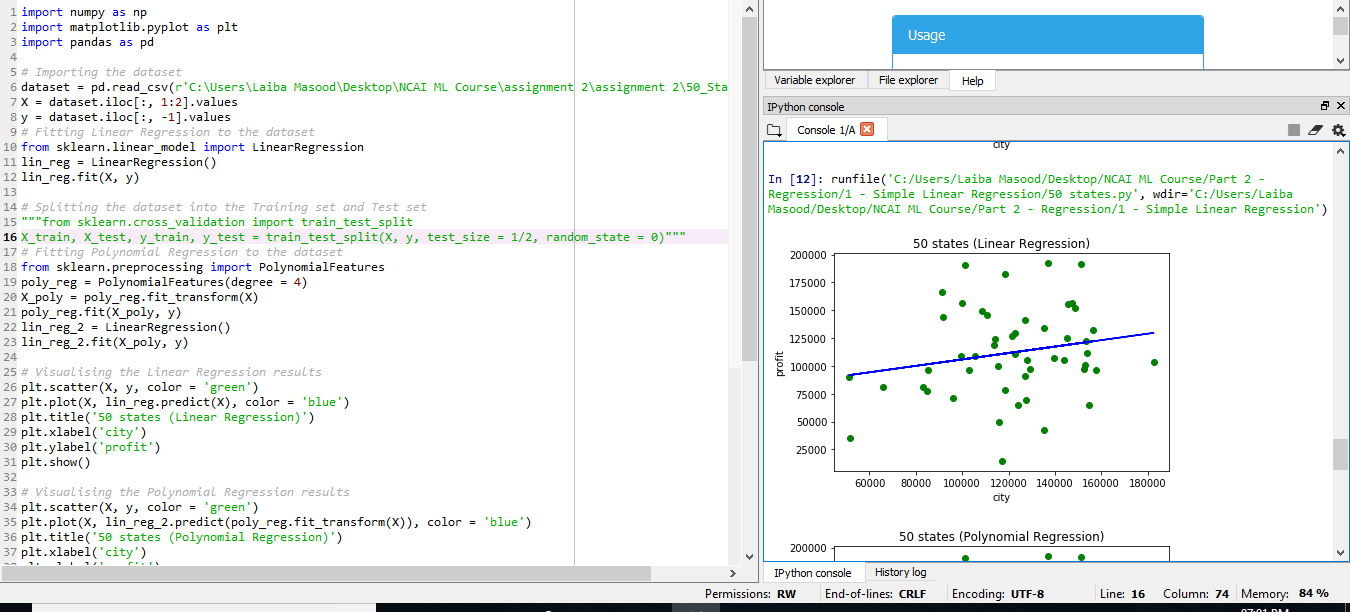 1 import numpy as np
2 import matplotlib.pyplot as plt
3 import pandas as pd
4
5 # Importing the dataset
6 dataset = pd.read_csv(r'C:\Users\Laiba Masood\Desktop\NCAI ML Course\assignment 2\assignment 2\50_Sta
7 X = dataset.iloc[:, 1:2].values
8 y = dataset.iloc[:, -1].values
9 # Fitting Linear Regression to the dataset
10 from sklearn.linear_model import LinearRegression
11 lin_reg = LinearRegression()
12 lin_reg.fit(X, y)
13
14 # Splitting the dataset into the Training set and Test set
15 """from sklearn.cross_validation import train_test_split
16 X_train, X_test, y_train, y_test = train_test_split(X, y, test_size = 1/2, random_state = 0)"""
17 # Fitting Polynomial Regression to the dataset
18 from sklearn.preprocessing import PolynomialFeatures
19 poly_reg = PolynomialFeatures(degree = 4)
20 X_poly = poly_reg.fit_transform(X)
21 poly_reg.fit(X_poly, y)
22 lin_reg_2 = LinearRegression()
23 lin_reg_2.fit(X_poly, y)
24
25 # Visualising the Linear Regression results
26 plt.scatter(X, y, color = 'green')
27 plt.plot(X, lin_reg.predict(X), color = 'blue')
28 plt.title('50 states (Linear Regression)')
29 plt.xlabel('city')
30 plt.ylabel('profit')
31 plt.show()
32
33 # Visualising the Polynomial Regression results
34 plt.scatter(X, y, color = 'green')
35 plt.plot(X, lin_reg_2.predict(poly_reg.fit_transform(X)), color = 'blue')
36 plt.title('50 states (Polynomial Regression)')
37 plt.xlabel('city')
Usage
Variable explorer File explorer Help
IPython console
Console 1/A
city
In [12]: runfile('C:/Users/Laiba Masood/Desktop/NCAI ML Course/Part 2 -
Regression/1 - Simple Linear Regression/50 states.py', wdir='C:/Users/Laiba
Masood/Desktop/NCAI ML Course/Part 2 - Regression/1 - Simple Linear Regression')
50 states (Linear Regression)
200000
175000
150000
125000
100000
75000
50000
25000
profit
60000 80000 100000 120000 140000 160000 180000
city
50 states (Polynomial Regression)
200000
IPython console History log
Permissions: RW End-of-lines: CRLF Encoding: UTF-8 Line: 16 Column: 74 Memory: 84 %